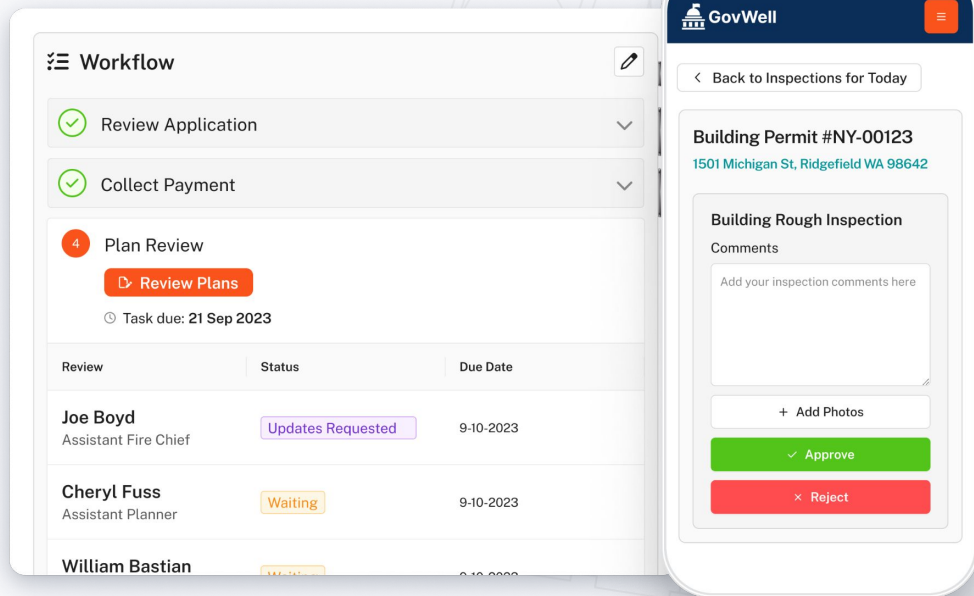 Workflow
Review Application
Collect Payment
4 Plan Review
Review Plans
Task due: 21 Sep 2023
Review Status Due Date
Joe Boyd
Assistant Fire Chief
Updates Requested
9-10-2023
Cheryl Fuss
Assistant Planner
Waiting
9-10-2023
William Bastian
GovWell
Back to Inspections for Today
Building Permit #NY-00123
1501 Michigan St, Ridgefield WA 98642
Building Rough Inspection
Comments
Add your inspection comments here
+ Add Photos
Approve
Reject